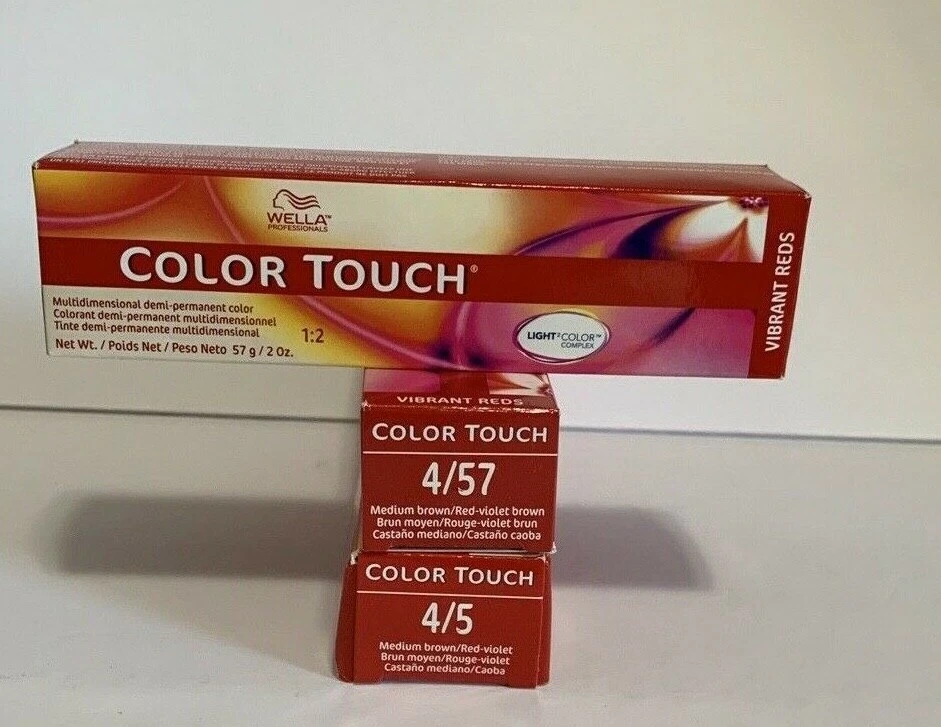 WELLA™
PROFESSIONALS
COLOR TOUCH®
Multidimensional demi-permanent color
Colorant demi-permanent multidimensionnel
Tinte demi-permanente multidimensional
1:2
Net Wt. / Poids Net / Peso Neto 57 g / 2 Oz.
LIGHT²COLOR™
COMPLEX
VIBRANT REDS
VIBRANT REDS
COLOR TOUCH
4/57
Medium brown/Red-violet brown
Brun moyen/Rouge-violet brun
Castaño mediano/Castaño caoba
COLOR TOUCH
4/5
Medium brown/Red-violet
Brun moyen/Rouge-violet
Castaño mediano/Caoba